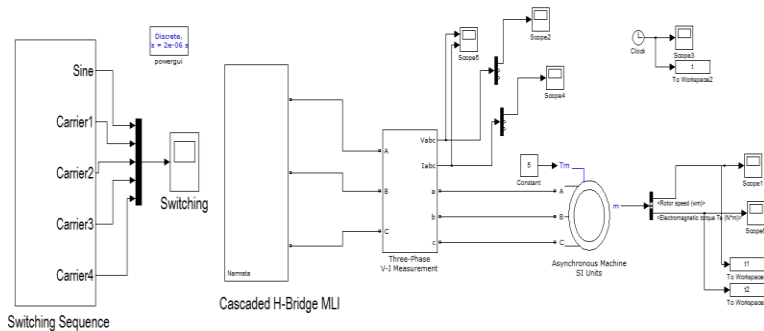 Sine
Carrier1
Carrier2
Carrier3
Carrier4
Switching Sequence
Discrete,
s = 2e-06 s
powergui
Switching
Namrata
Cascaded H-Bridge MLI
A
B
C
Vabc
Iabc
a
b
c
Three-Phase
V-I Measurement
Scope5
Scope2
Scope4
5
Constant
Tm
A
B
C
m
Asynchronous Machine
SI Units
Clock
Scope3
t
To Workspace2
<Rotor speed (wm)>
<Electromagnetic torque Te (N*m)>
Scope1
t1
To Workspace
t2
To Workspace